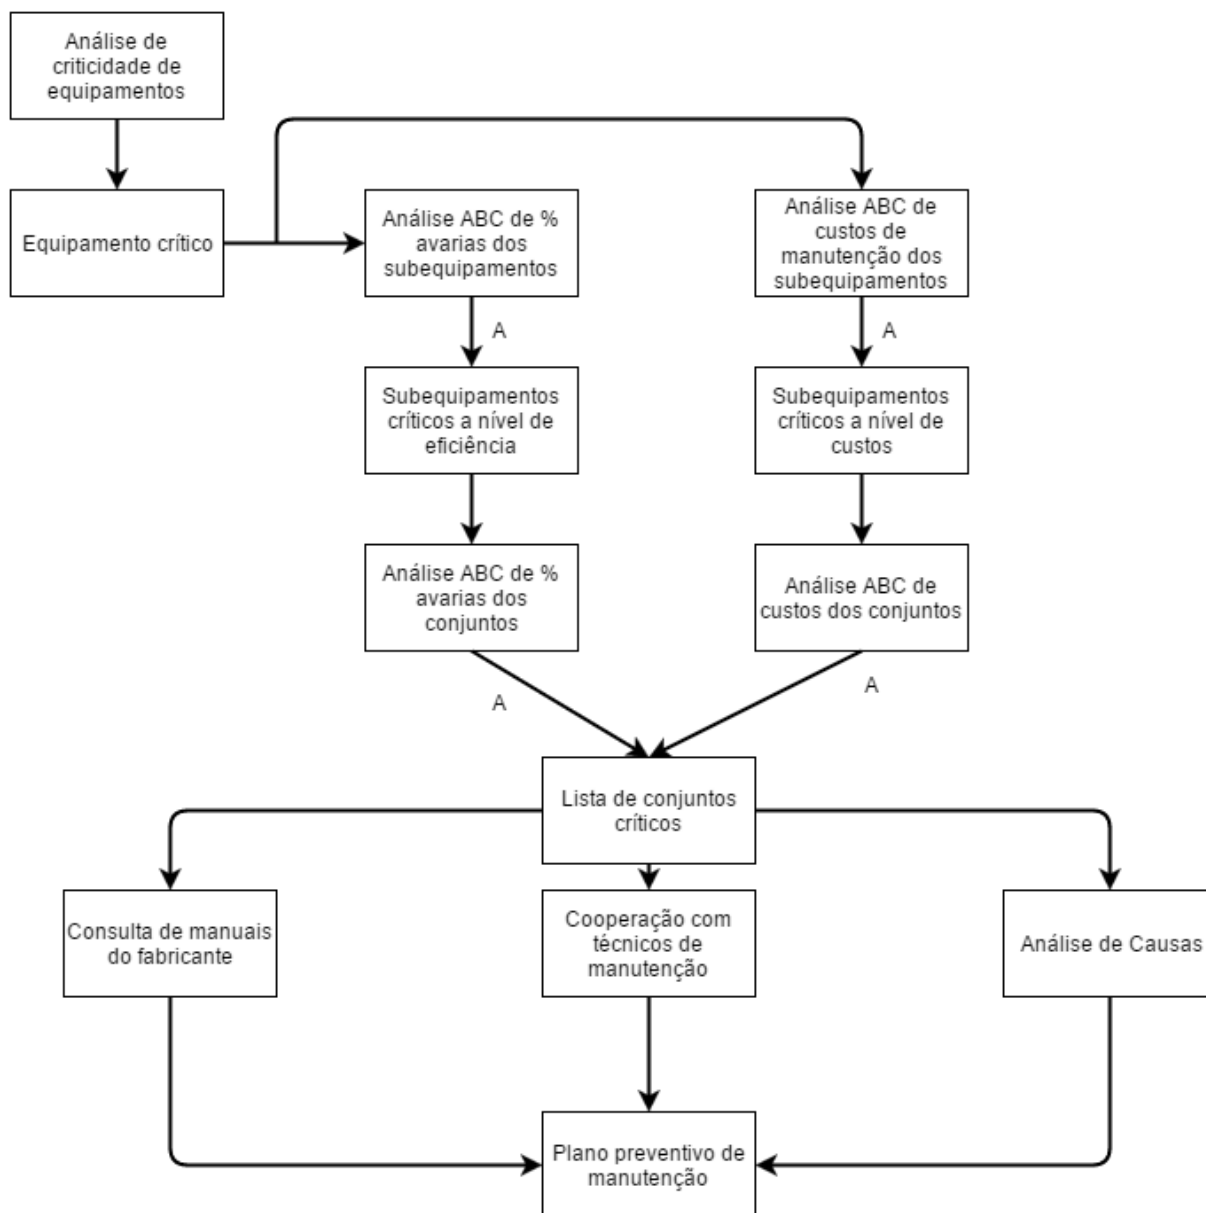 Análise de
criticidade de
equipamentos
Equipamento crítico
Análise ABC de %
avarias dos
subequipamentos
Análise ABC de
custos de
manutenção dos
subequipamentos
A
A
Subequipamentos
críticos a nível de
eficiência
Subequipamentos
críticos a nível de
custos
Análise ABC de %
avarias dos
conjuntos
Análise ABC de
custos dos conjuntos
A
A
Lista de conjuntos
críticos
Consulta de manuais
do fabricante
Cooperação com
técnicos de
manutenção
Análise de Causas
Plano preventivo de
manutenção